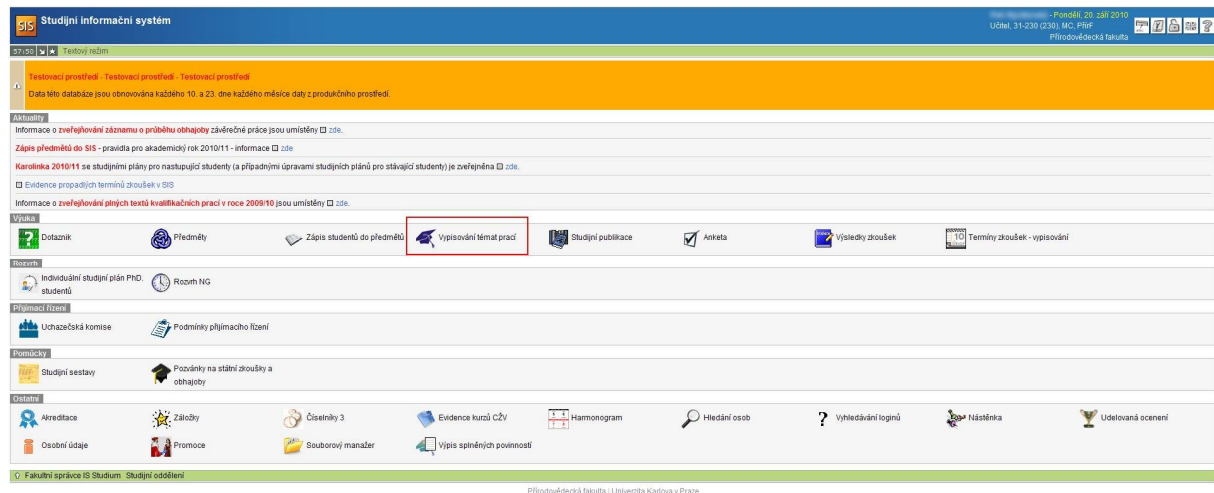 SIS Studijní informační systém
- Pondělí, 20. září 2010
Učitel, 31-230 (230), MC, PřírF
Přírodovědecká fakulta
57:50 Textový režim
Testovací prostředí - Testovací prostředí - Testovací prostředí
Data této databáze jsou obnovována každého 10. a 23. dne každého měsíce daty z produkčního prostředí.
Aktuality
Informace o zveřejňování záznamu o průběhu obhajoby závěrečné práce jsou umístěny zde.
Zápis předmětů do SIS - pravidla pro akademický rok 2010/11 - informace zde
Karolinka 2010/11 se studijními plány pro nastupující studenty (a případnými úpravami studijních plánů pro stávající studenty) je zveřejněna zde.
Evidence propadlých termínů zkoušek v SIS
Informace o zveřejňování plných textů kvalifikačních prací v roce 2009/10 jsou umístěny zde.
Výuka
Dotazník Předměty Zápis studentů do předmětů Vypisování témat prací Studijní publikace Anketa Výsledky zkoušek 10 Termíny zkoušek - vypisování
Rozvrh
Individuální studijní plán PhD. studentů Rozvrh NG
Přijímací řízení
Uchazečská komise Podmínky přijímacího řízení
Pomůcky
Studijní sestavy Pozvánky na státní zkoušky a obhajoby
Ostatní
Akreditace Záložky Číselníky 3 Evidence kurzů CŽV Harmonogram Hledání osob Vyhledávání loginů Nástěnka Udelovaná ocenení
Osobní údaje Promoce Souborový manažer Výpis splněných povinností
Fakultní správce IS Studium Studijní oddělení
Přírodovědecká fakulta | Univerzita Karlova v Praze